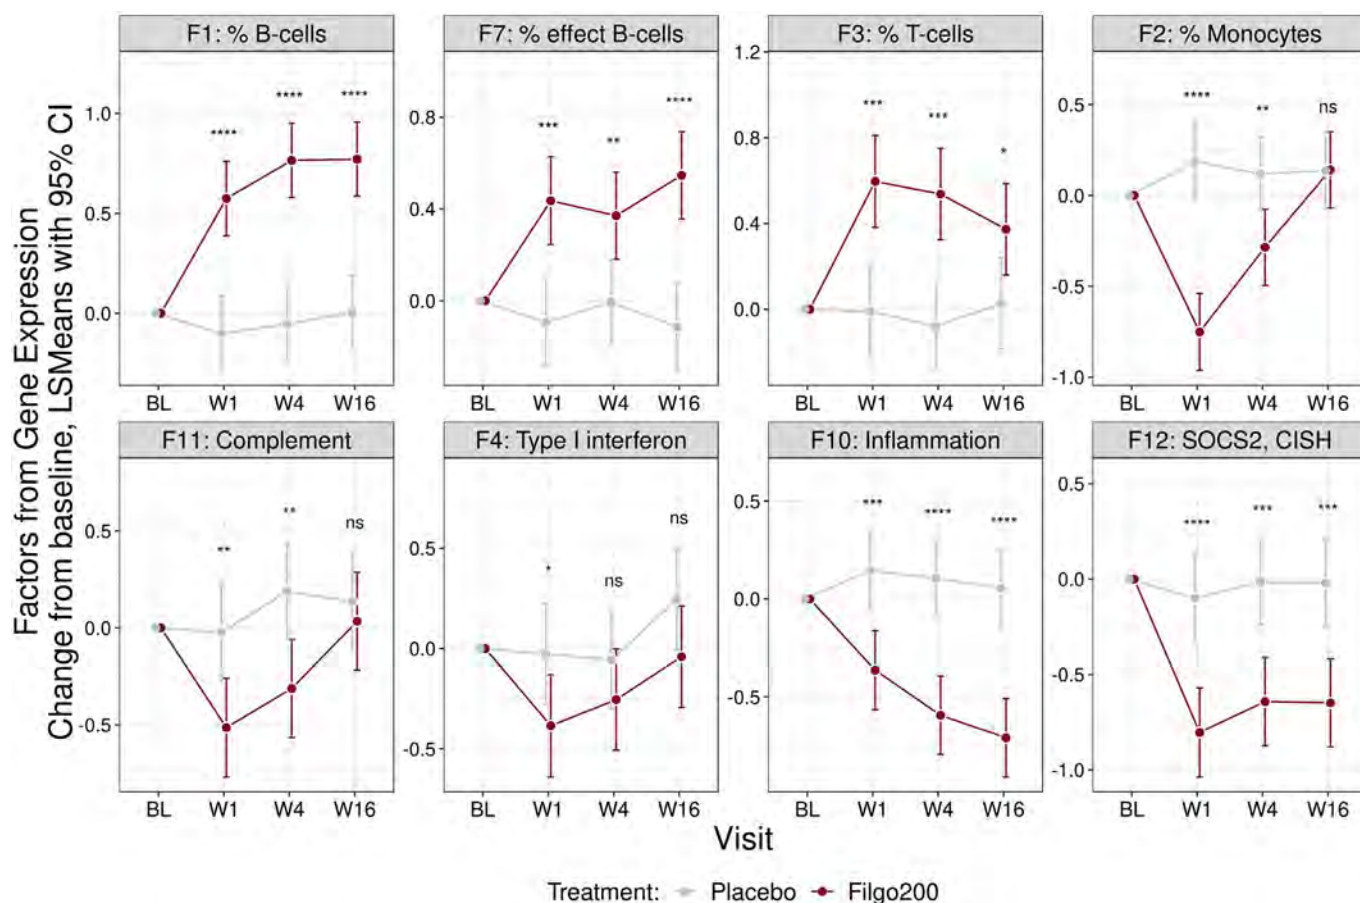 F1: % B-cells
F7: % effect B-cells
F3: % T-cells
F2: % Monocytes
Factors from Gene Expression
Change from baseline, LSMeans with 95% CI
1.0
0.5
0.0
**** **** ****
BL W1 W4 W16
0.8
0.4
0.0
*** ** ****
BL W1 W4 W16
1.2
0.8
0.4
0.0
*** *** *
BL W1 W4 W16
0.5
0.0
-0.5
-1.0
**** ** ns
BL W1 W4 W16
F11: Complement
F4: Type I interferon
F10: Inflammation
F12: SOCS2, CISH
0.5
0.0
-0.5
** ** ns
BL W1 W4 W16
0.5
0.0
-0.5
* ns ns
BL W1 W4 W16
0.5
0.0
-0.5
*** **** ****
BL W1 W4 W16
0.5
0.0
-0.5
-1.0
**** *** ***
BL W1 W4 W16
Visit
Treatment: Placebo Filgo200